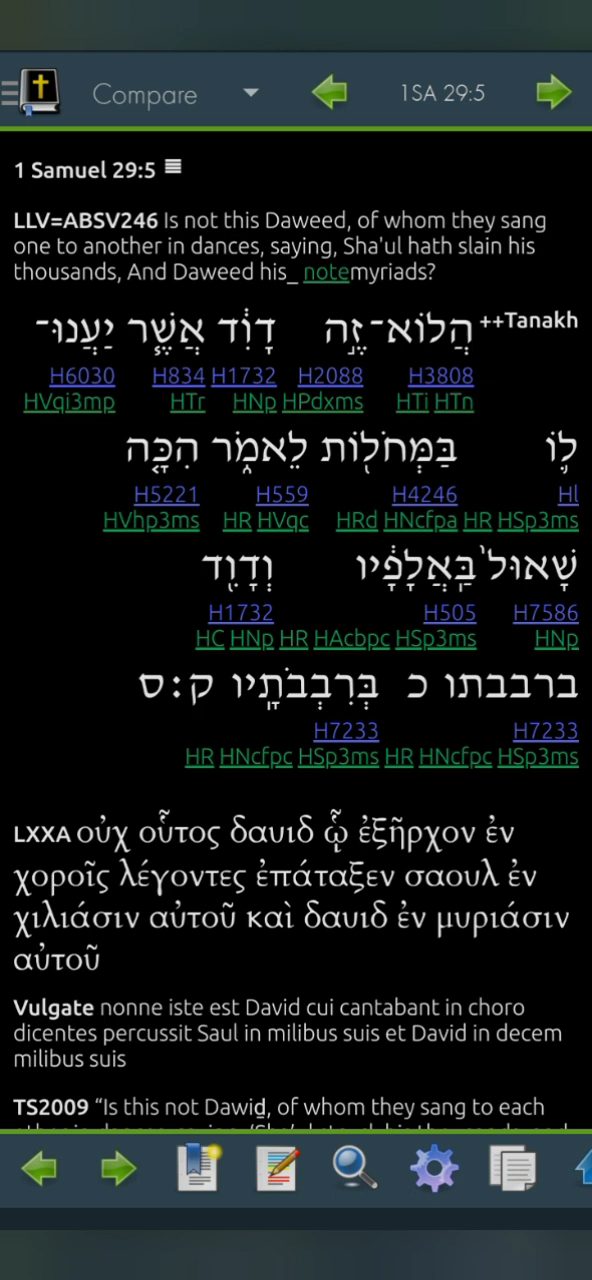 Compare
1SA 29:5
1 Samuel 29:5
LLV=ABSV246 Is not this Daweed, of whom they sang
one to another in dances, saying, Sha'ul hath slain his
thousands, And Daweed his_ notemyriads?
++Tanakh הֲלוֹא־זֶ֣ה דָוִ֔ד אֲשֶׁ֧ר יַעֲנוּ־
H6030 H834 H1732 H2088 H3808
HVqi3mp HTr HNp HPdxms HTi HTn
ל֛וֹ בַּמְּחֹל֖וֹת לֵאמֹ֑ר הִכָּ֤ה
H5221 H559 H4246 Hl
HVhp3ms HR HVqc HRd HNcfpa HR HSp3ms
שָׁאוּל֙ בַּֽאֲלָפָ֔יו וְדָוִ֖ד
H1732 H505 H7586
HC HNp HR HAcbpc HSp3ms HNp
ברבבתו כ בְּרִבְבֹתָֽיו ק׃ס
H7233 H7233
HR HNcfpc HSp3ms HR HNcfpc HSp3ms
LXXA οὐχ οὗτος δαυιδ ᾧ ἐξῆρχον ἐν
χοροῖς λέγοντες ἐπάταξεν σαουλ ἐν
χιλιάσιν αὐτοῦ καὶ δαυιδ ἐν μυριάσιν
αὐτοῦ
Vulgate nonne iste est David cui cantabant in choro
dicentes percussit Saul in milibus suis et David in decem
milibus suis
TS2009 “Is this not Dawiḏ, of whom they sang to each